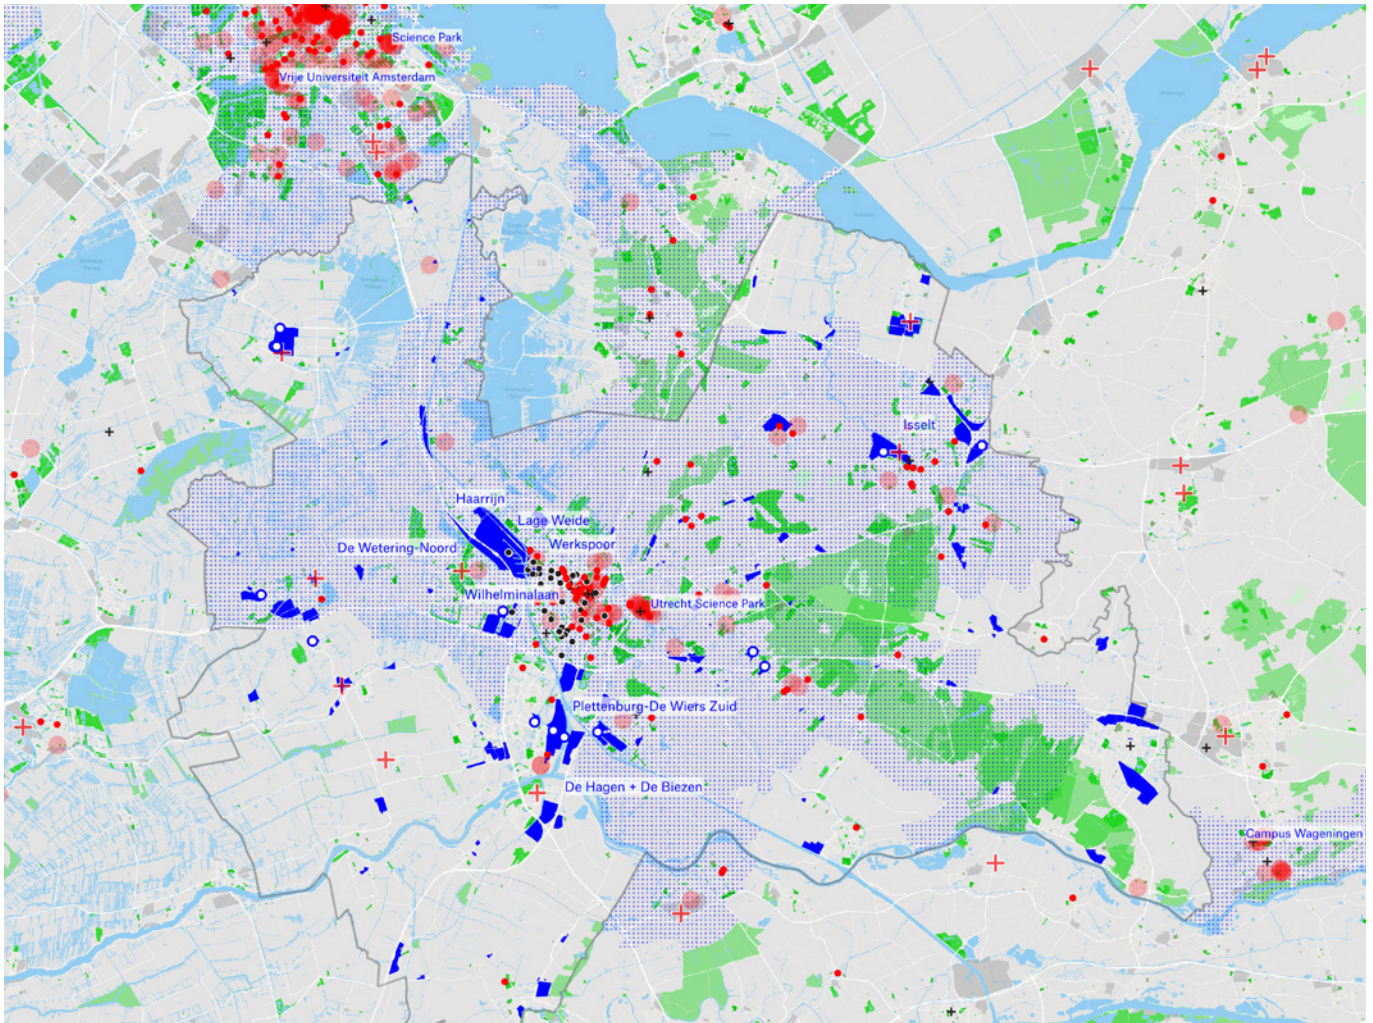 Science Park
Vrije Universiteit Amsterdam
Isselt
Haarrijn
Lage Weide
Werkspoor
De Wetering-Noord
Wilhelminalaan
Utrecht Science Park
Plettenburg-De Wiers Zuid
De Hagen + De Biezen
Campus Wageningen